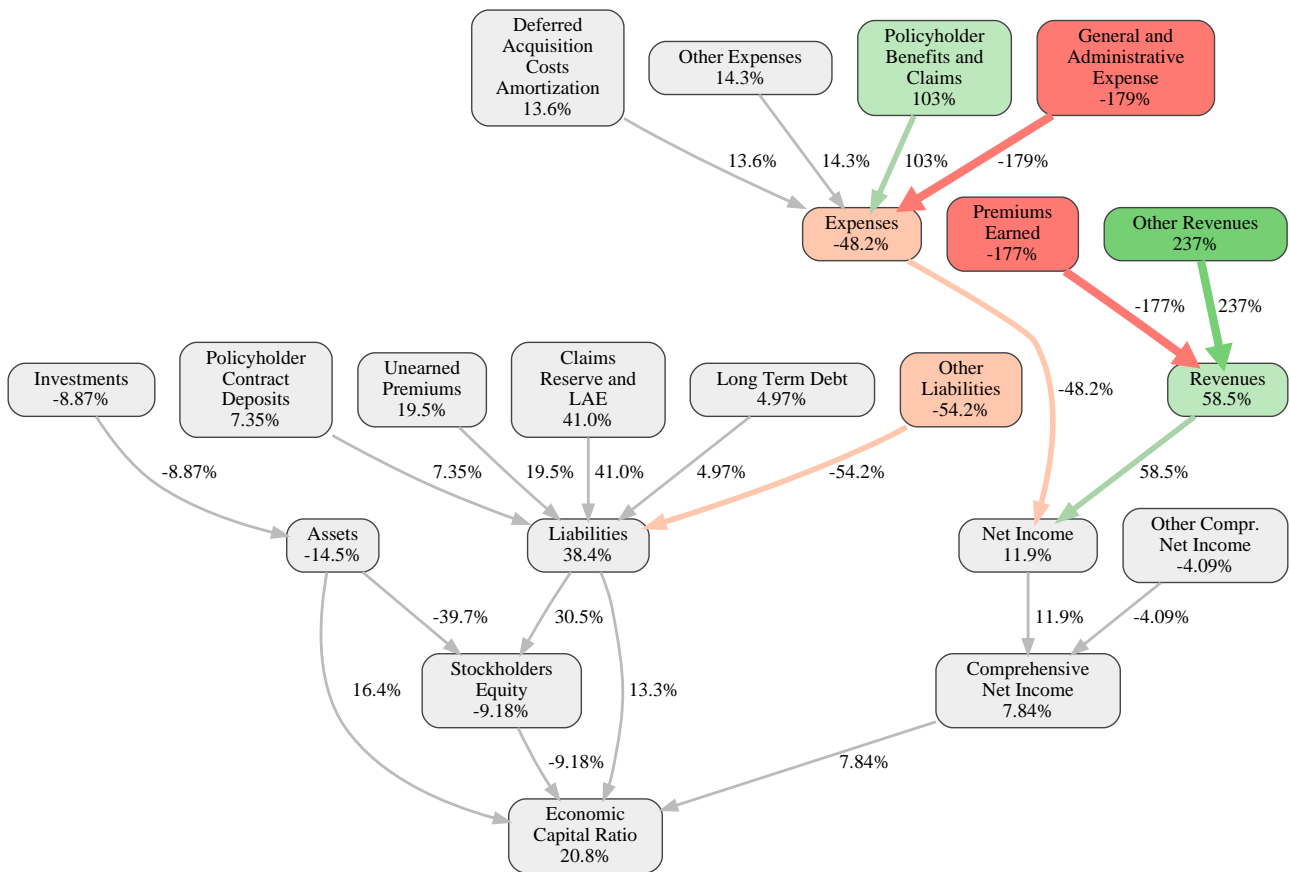 Deferred
Acquisition
Costs
Amortization
13.6%
Other Expenses
14.3%
Policyholder
Benefits and
Claims
103%
General and
Administrative
Expense
-179%
13.6%
14.3%
103%
-179%
Expenses
-48.2%
Premiums
Earned
-177%
Other Revenues
237%
-177%
237%
Investments
-8.87%
Policyholder
Contract
Deposits
7.35%
Unearned
Premiums
19.5%
Claims
Reserve and
LAE
41.0%
Long Term Debt
4.97%
Other
Liabilities
-54.2%
-48.2%
Revenues
58.5%
-8.87%
7.35%
19.5%
41.0%
4.97%
-54.2%
58.5%
Assets
-14.5%
Liabilities
38.4%
Net Income
11.9%
Other Compr.
Net Income
-4.09%
-39.7%
30.5%
11.9%
-4.09%
Stockholders
Equity
-9.18%
Comprehensive
Net Income
7.84%
16.4%
13.3%
-9.18%
7.84%
Economic
Capital Ratio
20.8%